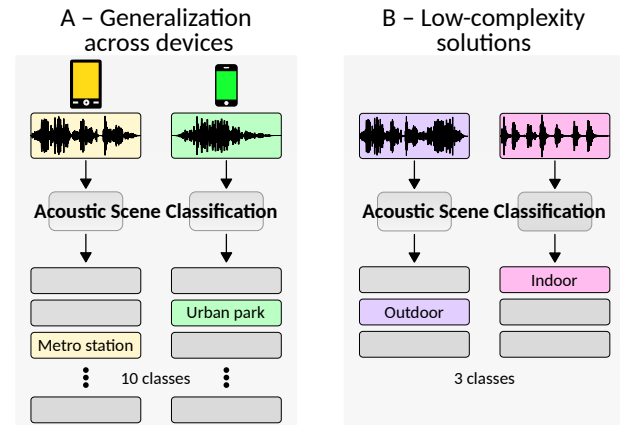 A – Generalization
across devices
Acoustic Scene Classification
Urban park
Metro station
10 classes
B – Low-complexity
solutions
Acoustic Scene Classification
Indoor
Outdoor
3 classes